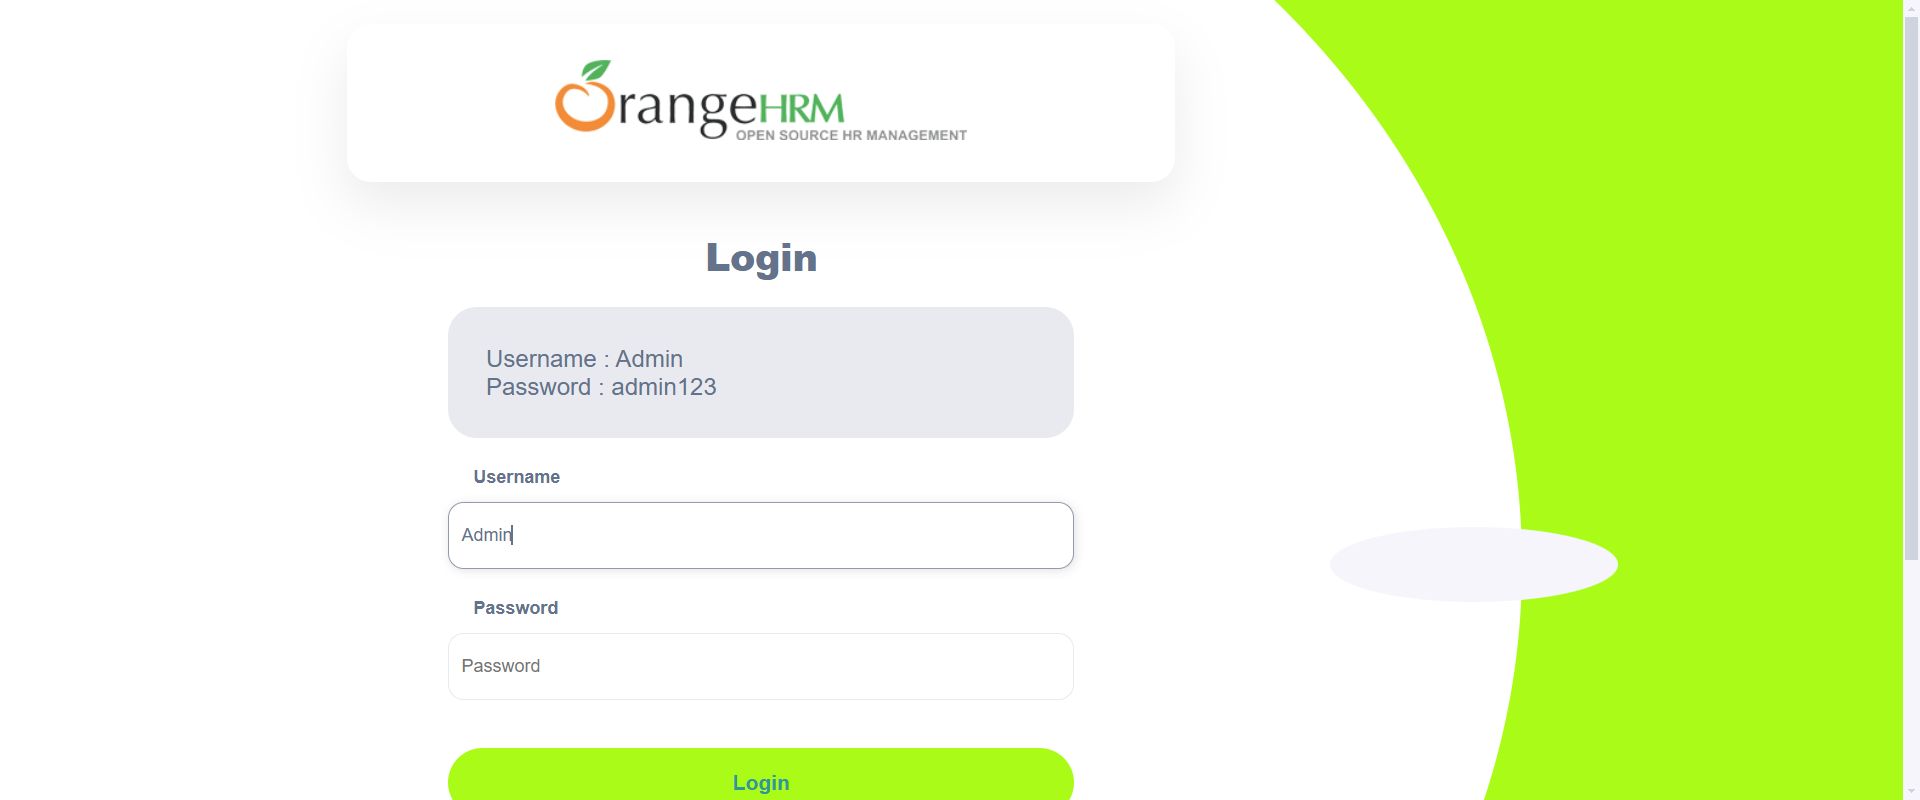 OrangeHRM
OPEN SOURCE HR MANAGEMENT
Login
Username : Admin
Password : admin123
Username
Admin
Password
Password
Login